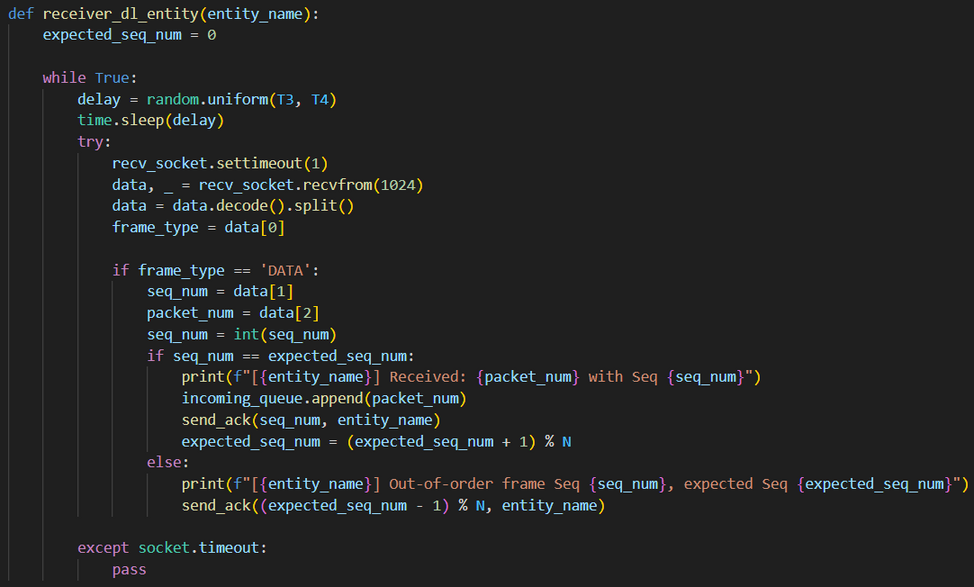 def receiver_dl_entity(entity_name):
    expected_seq_num = 0

    while True:
        delay = random.uniform(T3, T4)
        time.sleep(delay)
        try:
            recv_socket.settimeout(1)
            data, _ = recv_socket.recvfrom(1024)
            data = data.decode().split()
            frame_type = data[0]

            if frame_type == 'DATA':
                seq_num = data[1]
                packet_num = data[2]
                seq_num = int(seq_num)
                if seq_num == expected_seq_num:
                    print(f"[{entity_name}] Received: {packet_num} with Seq {seq_num}")
                    incoming_queue.append(packet_num)
                    send_ack(seq_num, entity_name)
                    expected_seq_num = (expected_seq_num + 1) % N
                else:
                    print(f"[{entity_name}] Out-of-order frame Seq {seq_num}, expected Seq {expected_seq_num}")
                    send_ack((expected_seq_num - 1) % N, entity_name)

        except socket.timeout:
            pass